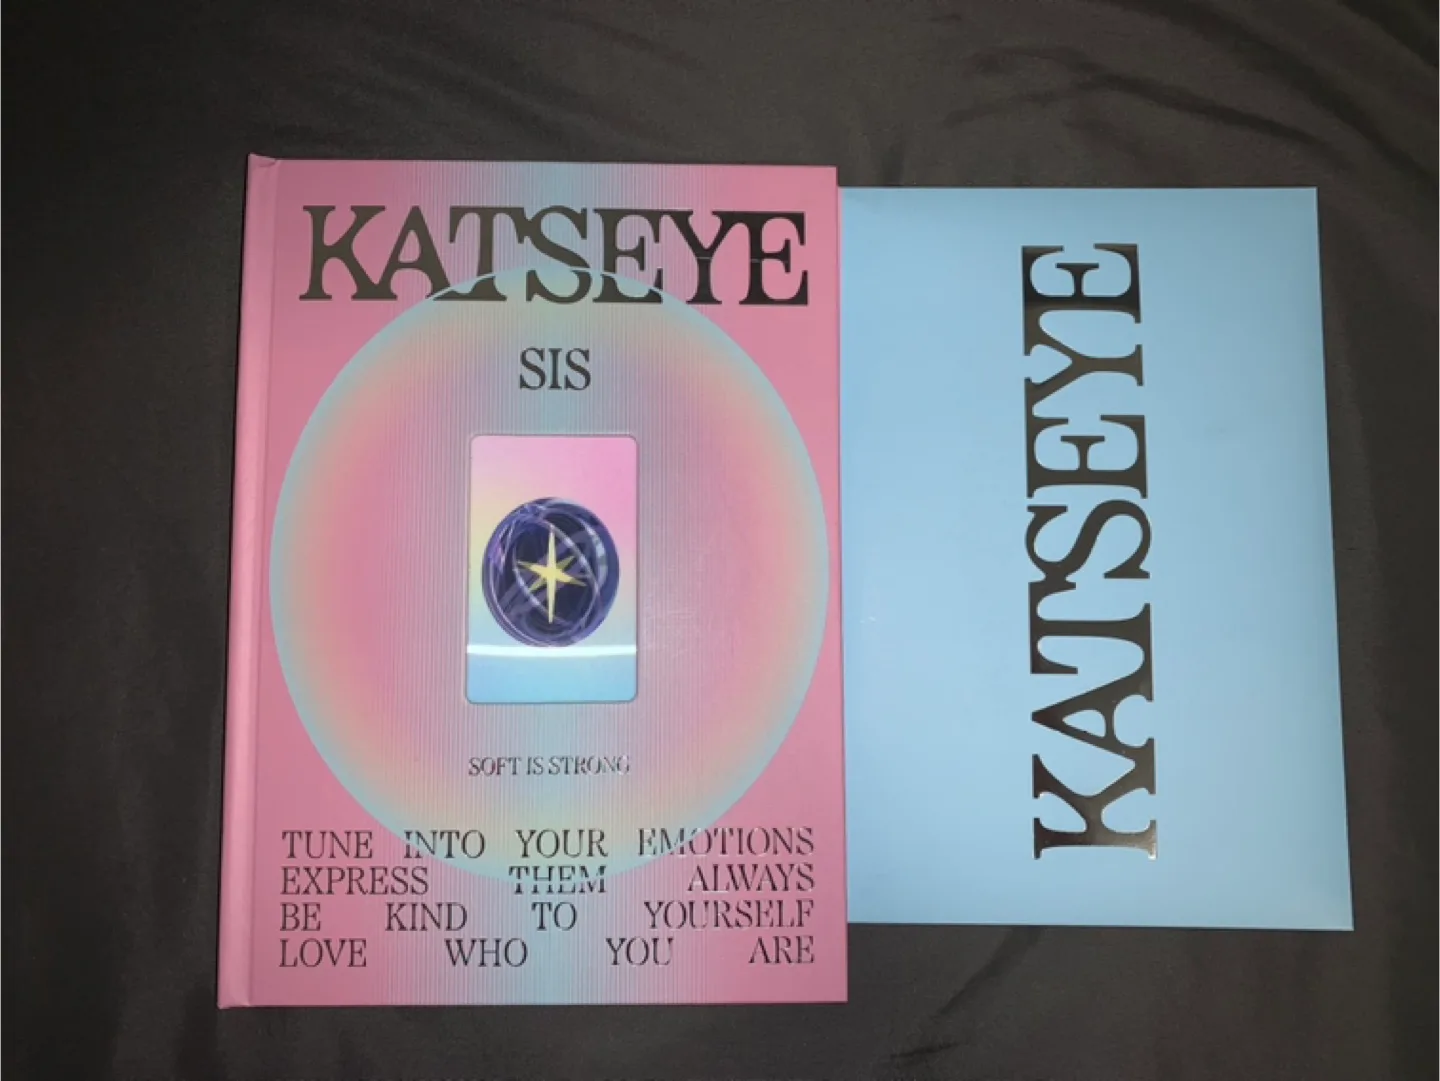 KATSEYE
SIS
SOFT IS STRONG
TUNE INTO YOUR EMOTIONS
EXPRESS THEM ALWAYS
BE KIND TO YOURSELF
LOVE WHO YOU ARE
KATSEYE